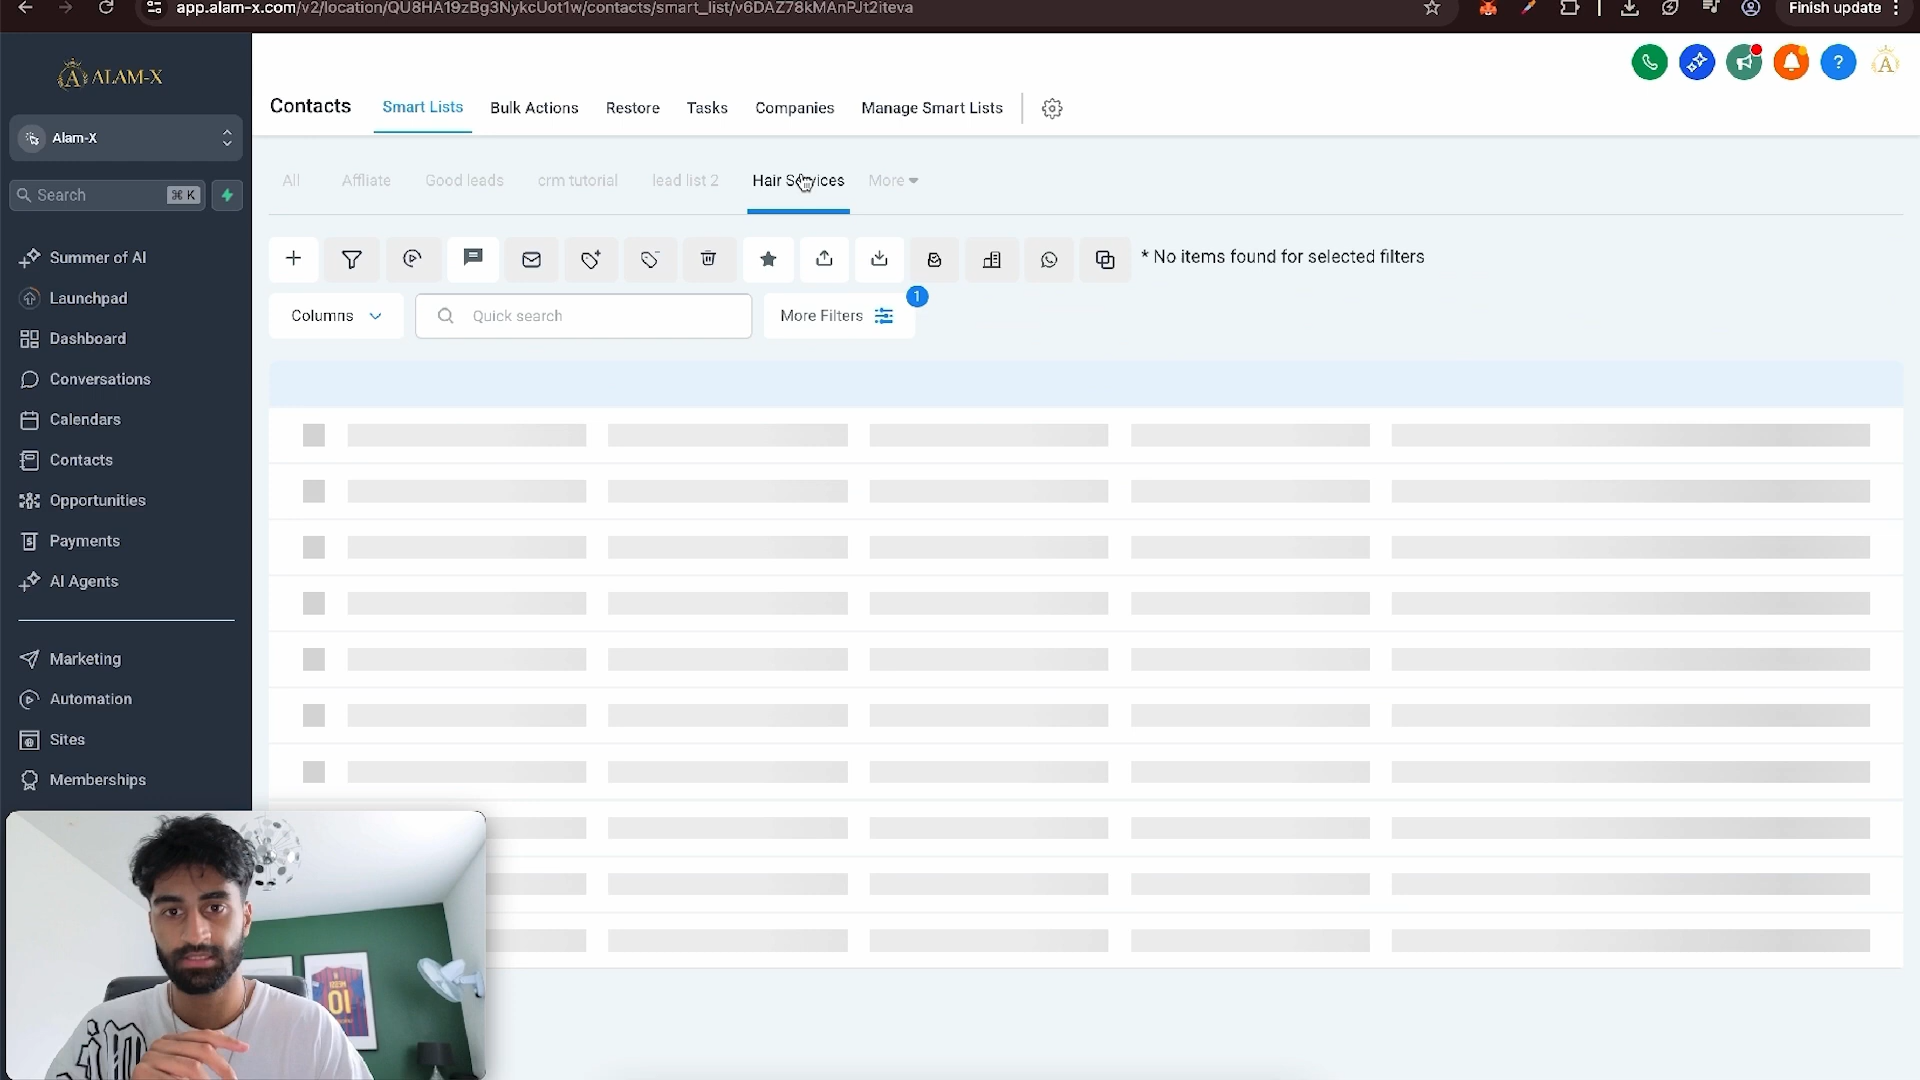 app.alam-x.com/v2/location/QU8HA19zBg3NykcUot1w/contacts/smart_list/v6DAZ78kMAnPJt2iteva
Finish update
ALAM-X
Alam-X
Search
⌘ K
Summer of AI
Launchpad
Dashboard
Conversations
Calendars
Contacts
Opportunities
Payments
AI Agents
Marketing
Automation
Sites
Memberships
Contacts
Smart Lists
Bulk Actions
Restore
Tasks
Companies
Manage Smart Lists
?
A
All
Affliate
Good leads
crm tutorial
lead list 2
Hair Services
More
* No items found for selected filters
Columns
Quick search
More Filters
1
10